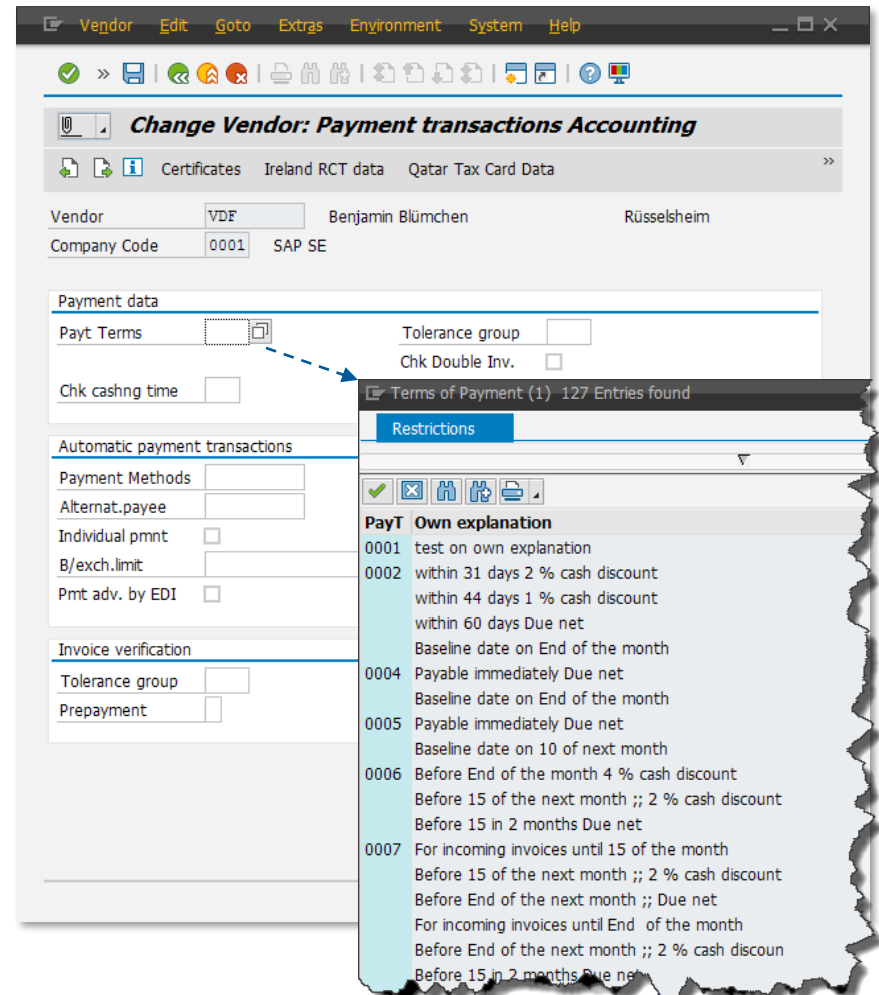 Vendor Edit Goto Extras Environment System Help
Change Vendor: Payment transactions Accounting
Certificates Ireland RCT data Qatar Tax Card Data
Vendor VDF Benjamin Blümchen Rüsselsheim
Company Code 0001 SAP SE
Payment data
Payt Terms Tolerance group
Chk Double Inv.
Chk cashng time
Automatic payment transactions
Payment Methods
Alternat.payee
Individual pmnt
B/exch.limit
Pmt adv. by EDI
Invoice verification
Tolerance group
Prepayment
Terms of Payment (1) 127 Entries found
Restrictions
PayT Own explanation
0001 test on own explanation
0002 within 31 days 2 % cash discount
within 44 days 1 % cash discount
within 60 days Due net
Baseline date on End of the month
0004 Payable immediately Due net
Baseline date on End of the month
0005 Payable immediately Due net
Baseline date on 10 of next month
0006 Before End of the month 4 % cash discount
Before 15 of the next month ;; 2 % cash discount
Before 15 in 2 months Due net
0007 For incoming invoices until 15 of the month
Before 15 of the next month ;; 2 % cash discount
Before End of the next month ;; Due net
For incoming invoices until End of the month
Before End of the next month ;; 2 % cash discoun
Before 15 in 2 months Due net